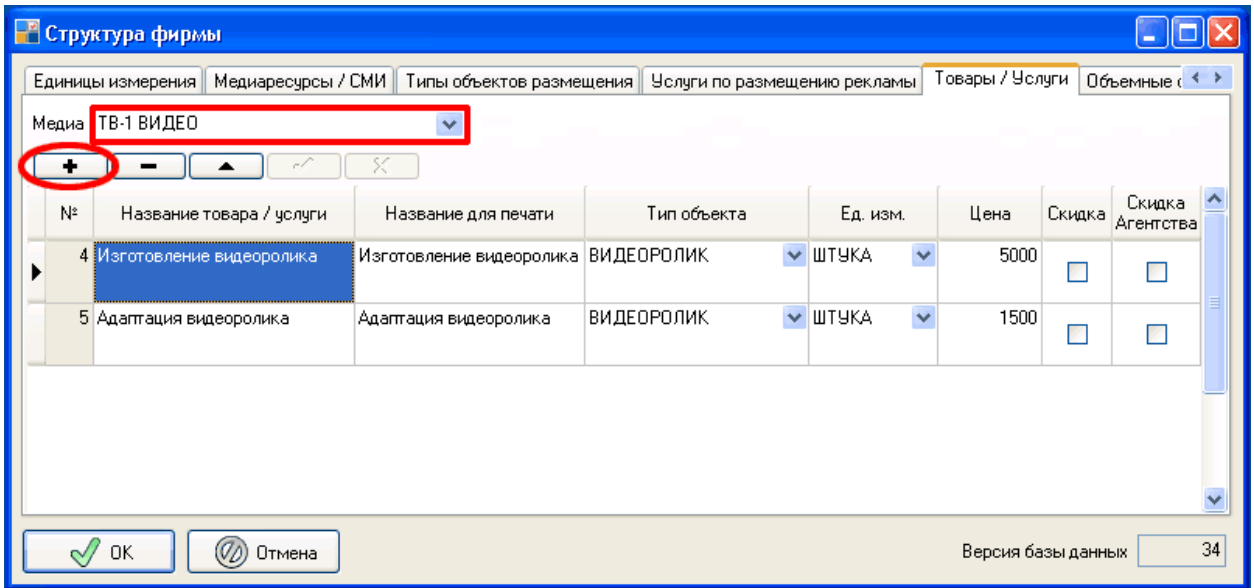 Структура фирмы
Единицы измерения Медиаресурсы / СМИ Типы объектов размещения Услуги по размещению рекламы Товары / Услуги Объемные
Медиа ТВ-1 ВИДЕО
№ Название товара / услуги Название для печати Тип объекта Ед. изм. Цена Скидка Скидка Агентства
4 Изготовление видеоролика Изготовление видеоролика ВИДЕОРОЛИК ШТУКА 5000
5 Адаптация видеоролика Адаптация видеоролика ВИДЕОРОЛИК ШТУКА 1500
OK Отмена Версия базы данных 34